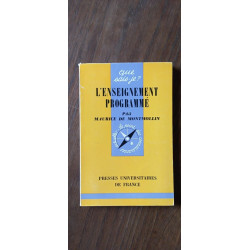 que
sais-je?
L'ENSEIGNEMENT
PROGRAMMÉ
PAR
MAURICE DE MONTMOLLIN
PRESSES UNIVERSITAIRES
DE FRANCE